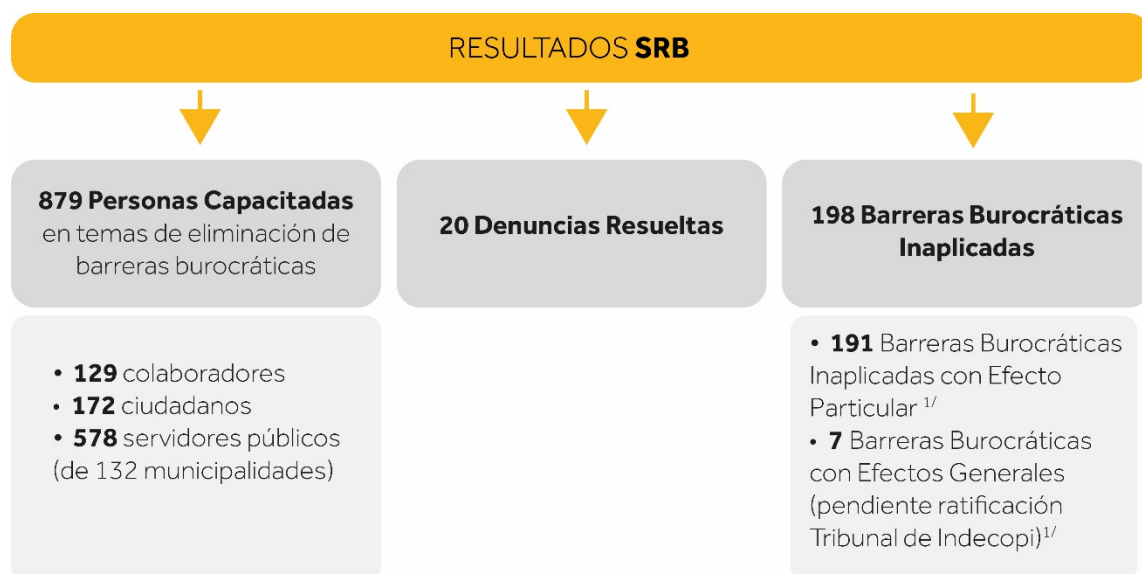 RESULTADOS SRB
879 Personas Capacitadas
en temas de eliminación de
barreras burocráticas
20 Denuncias Resueltas
198 Barreras Burocráticas
Inaplicadas
• 129 colaboradores
• 172 ciudadanos
• 578 servidores públicos
(de 132 municipalidades)
• 191 Barreras Burocráticas
Inaplicadas con Efecto
Particular 1/
• 7 Barreras Burocráticas
con Efectos Generales
(pendiente ratificación
Tribunal de Indecopi)1/